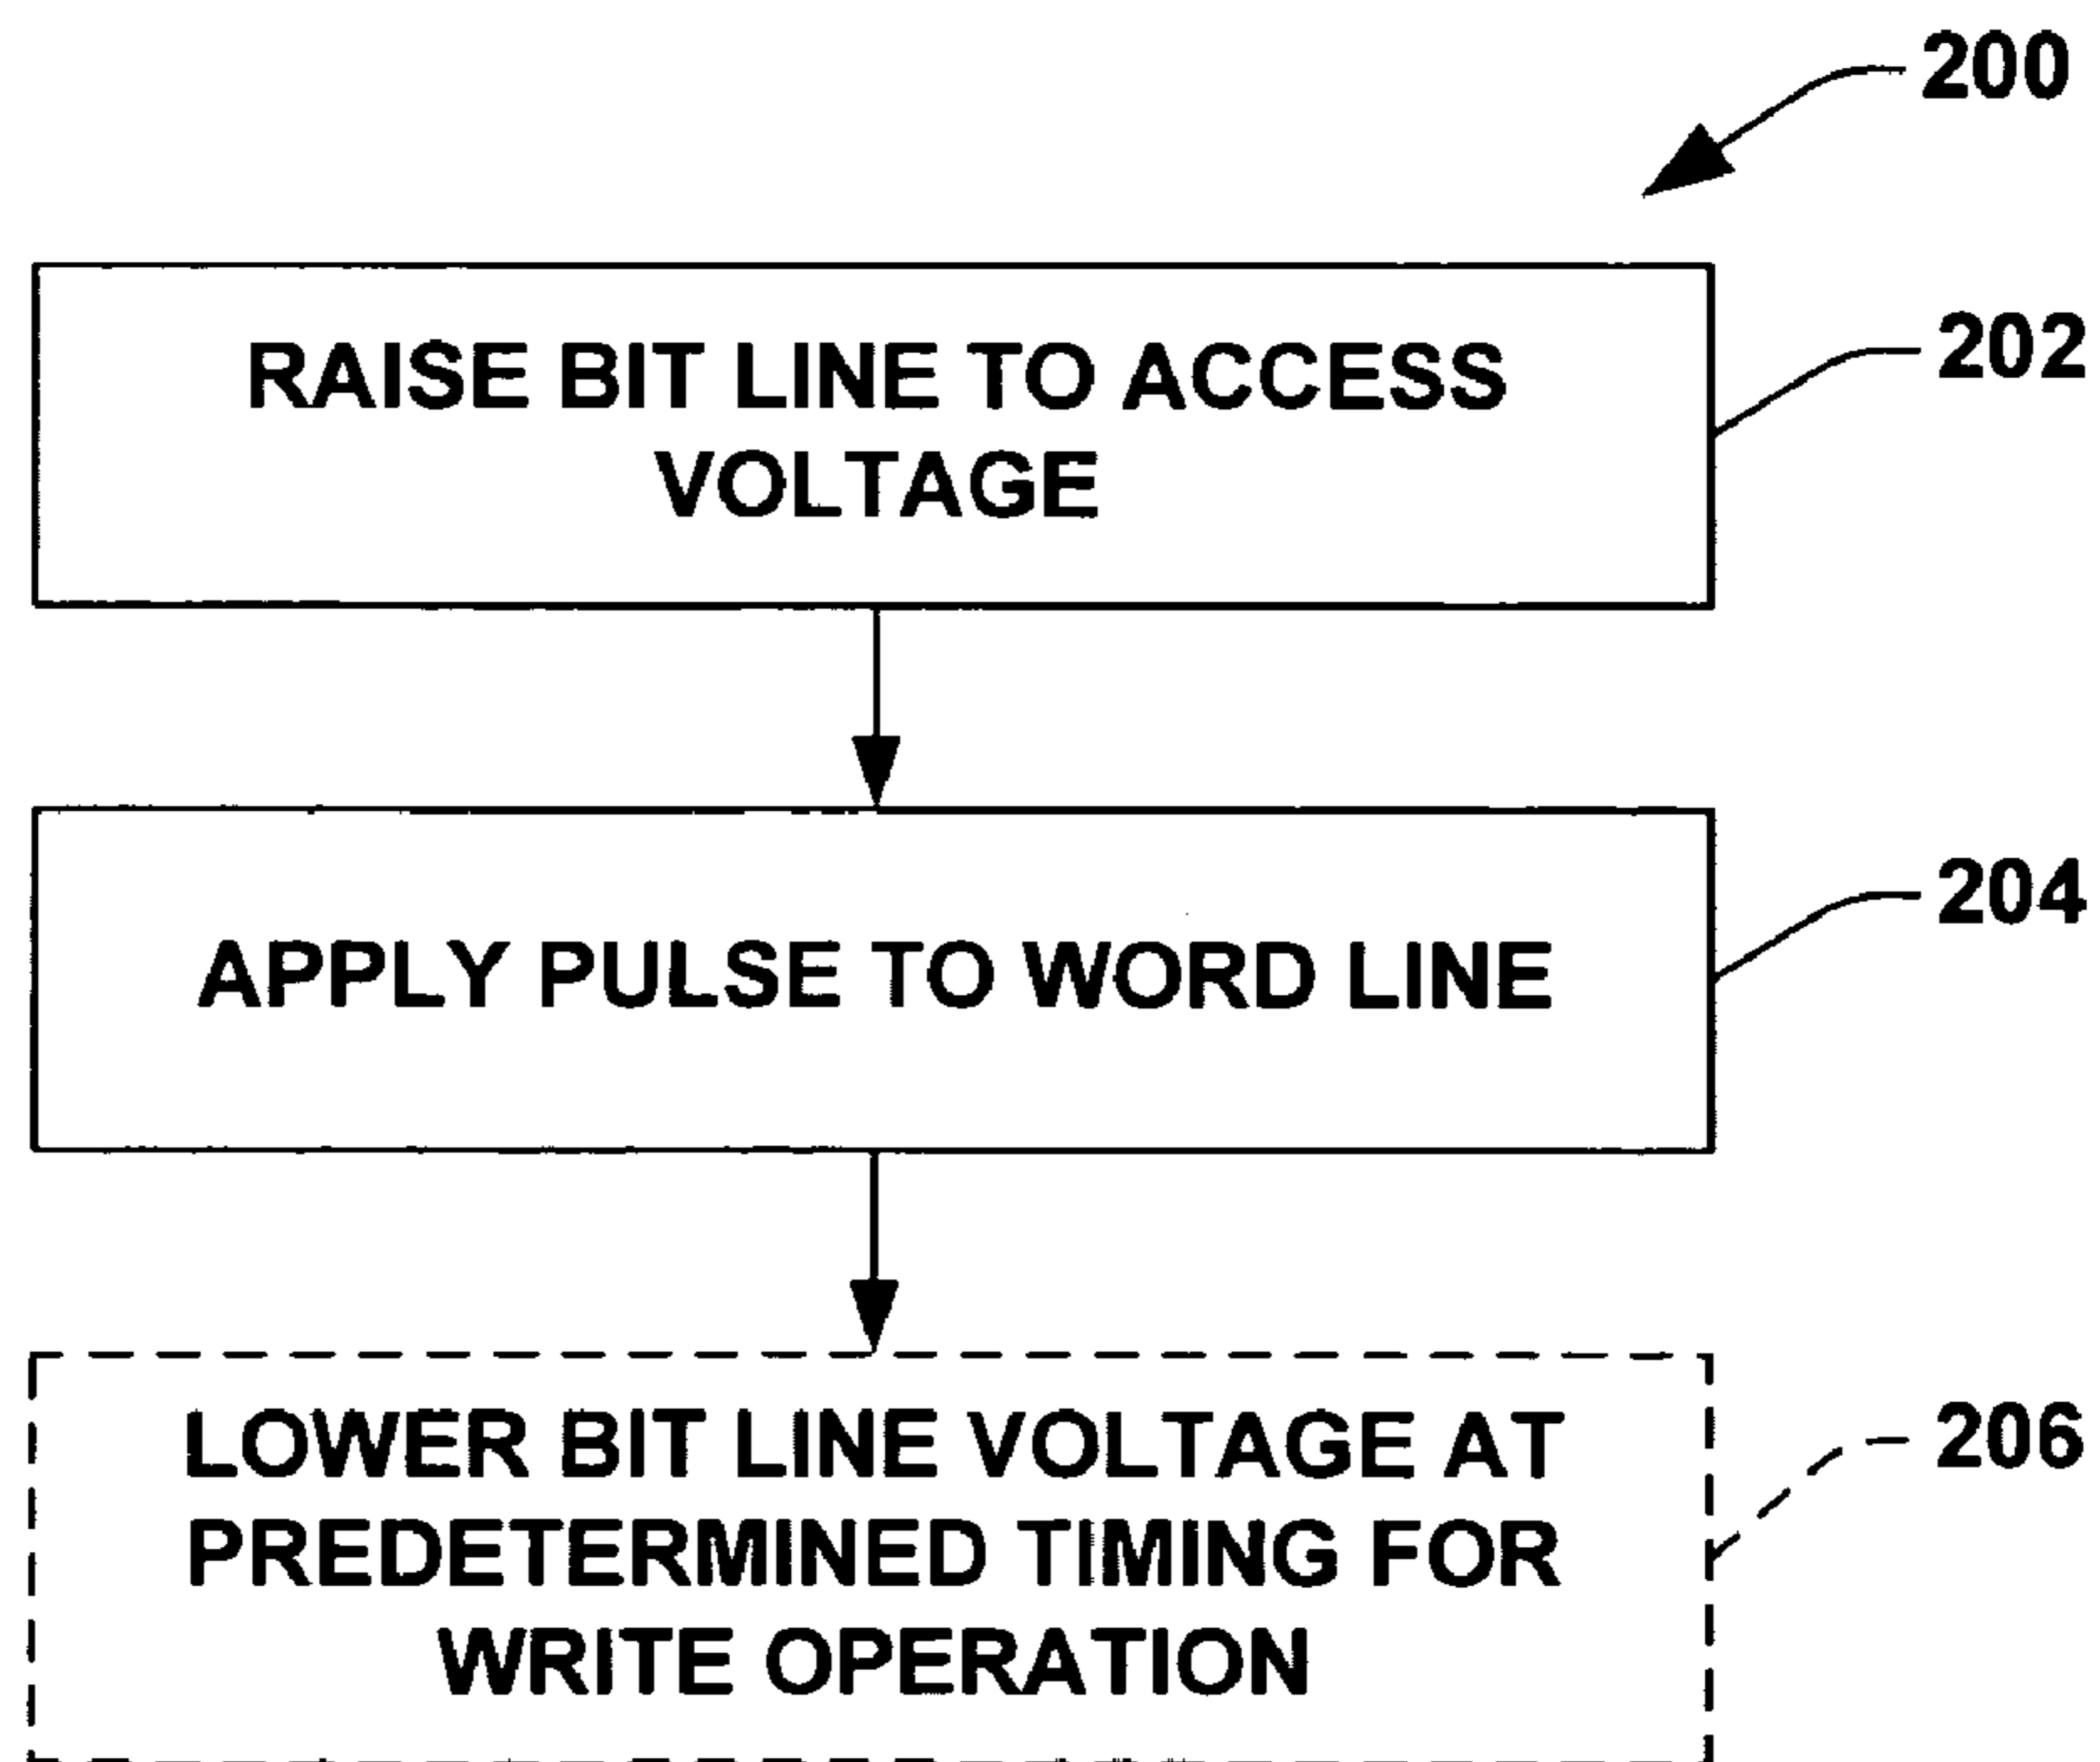 200
RAISE BIT LINE TO ACCESS
VOLTAGE
202
APPLY PULSE TO WORD LINE
204
LOWER BIT LINE VOLTAGE AT
PREDETERMINED TIMING FOR
WRITE OPERATION
206